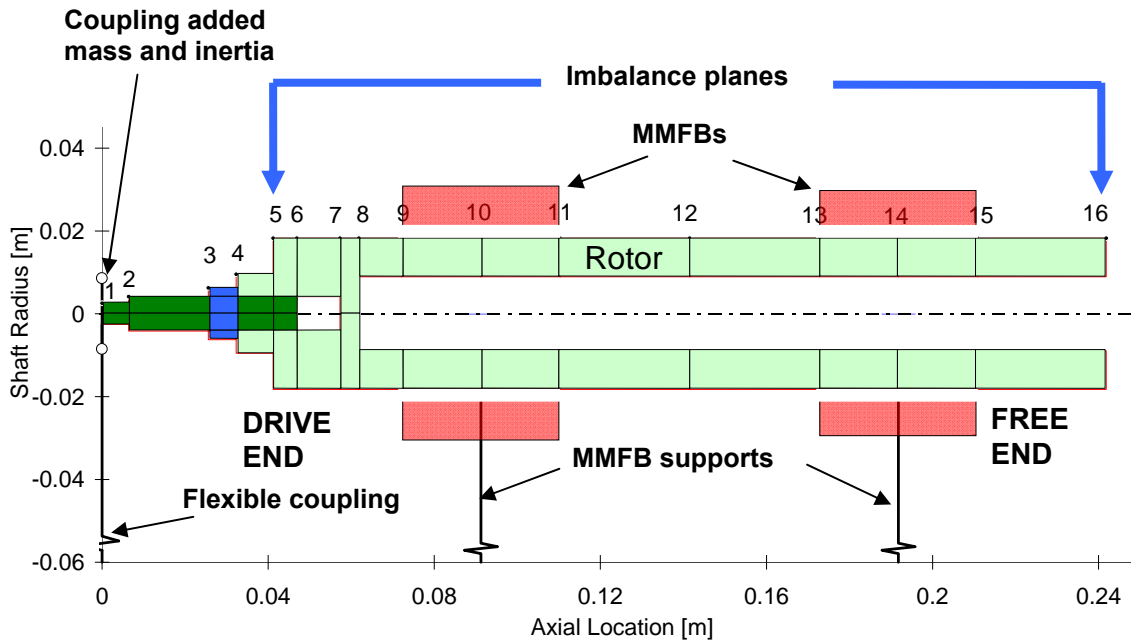 Coupling added
mass and inertia
Imbalance planes
MMFBs
0.04
0.02
0
-0.02
-0.04
-0.06
Shaft Radius [m]
1
2
3
4
5
6
7
8
9
10
11
12
13
14
15
16
Rotor
DRIVE
END
FREE
END
MMFB supports
Flexible coupling
0
0.04
0.08
0.12
0.16
0.2
0.24
Axial Location [m]